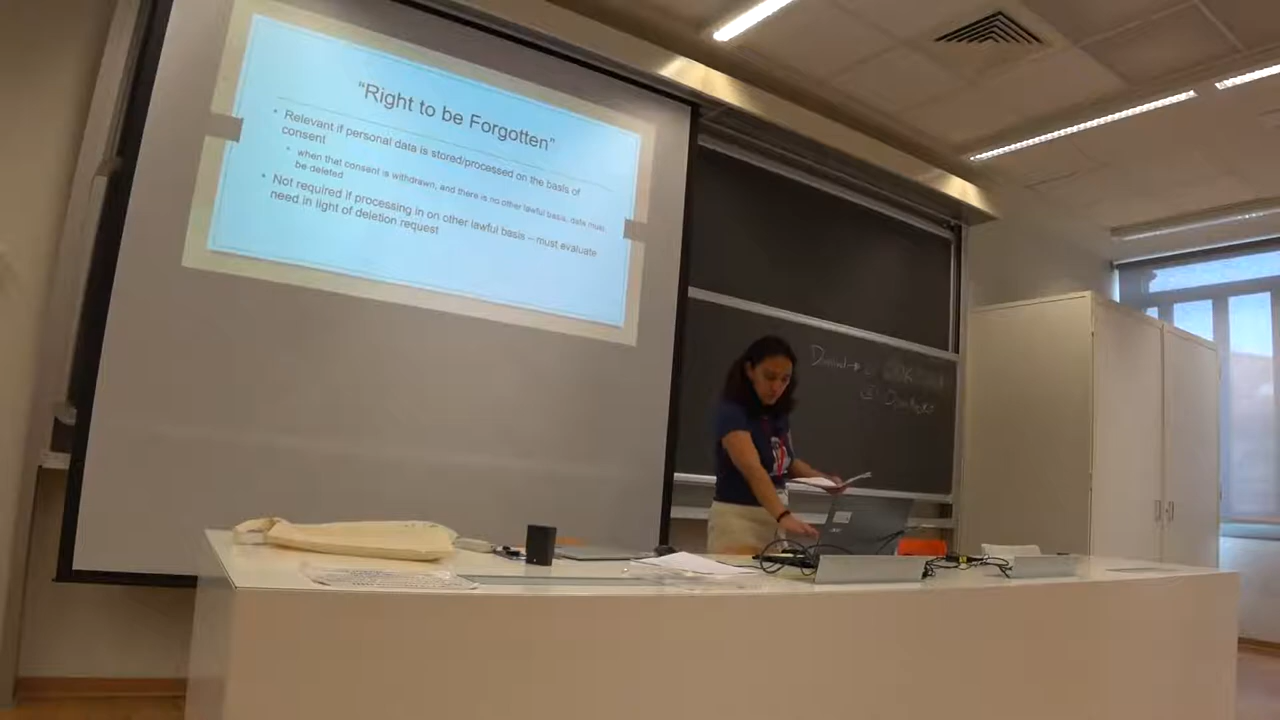 “Right to be Forgotten”
• Relevant if personal data is stored/processed on the basis of
consent
• when that consent is withdrawn, and there is no other lawful basis, data must
be deleted
• Not required if processing in on other lawful basis – must evaluate
need in light of deletion request